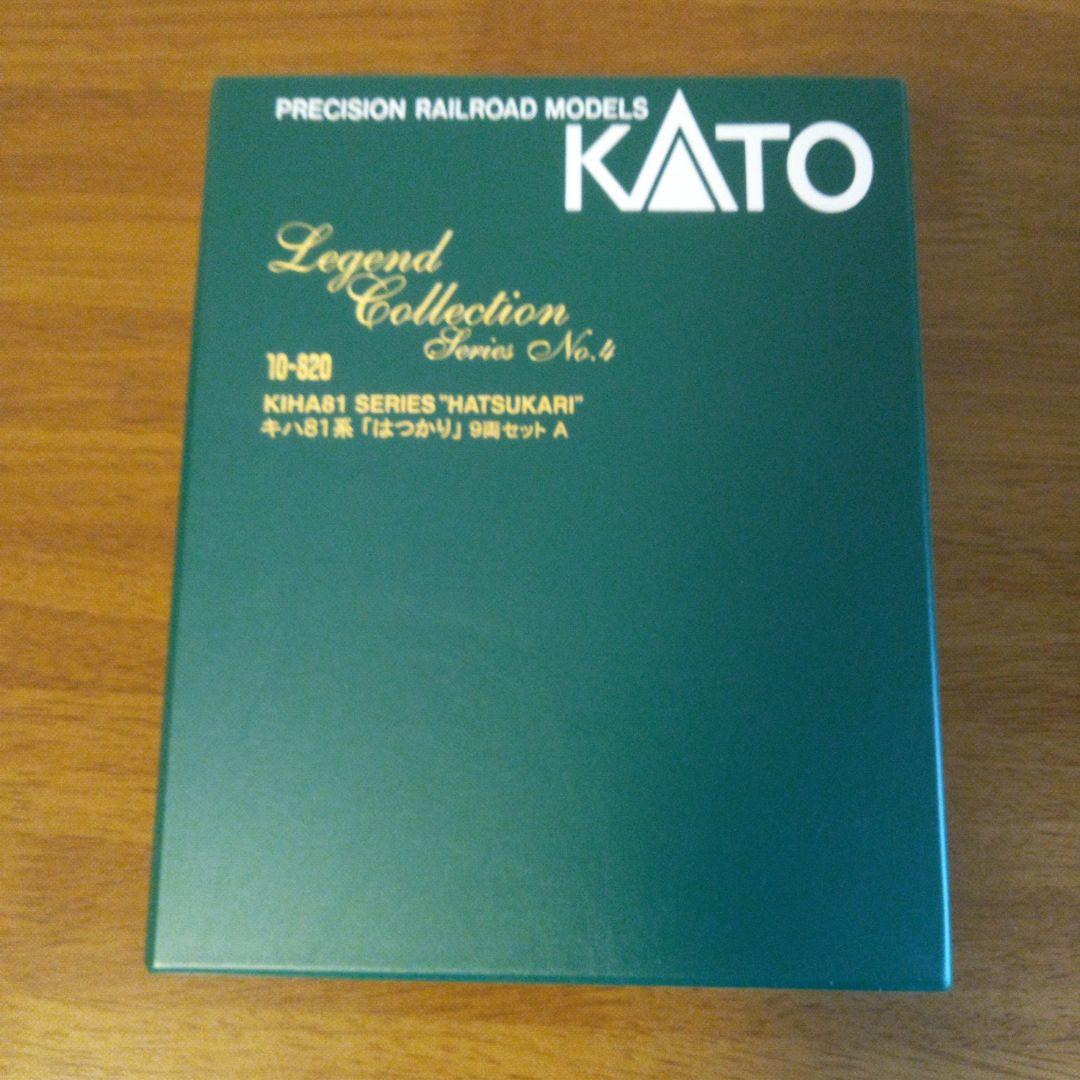 PRECISION RAILROAD MODELS
KATO
Legend
Collection
Series No.4
10-820
KIHA81 SERIES "HATSUKARI"
キハ81系「はつかり」9両セット A